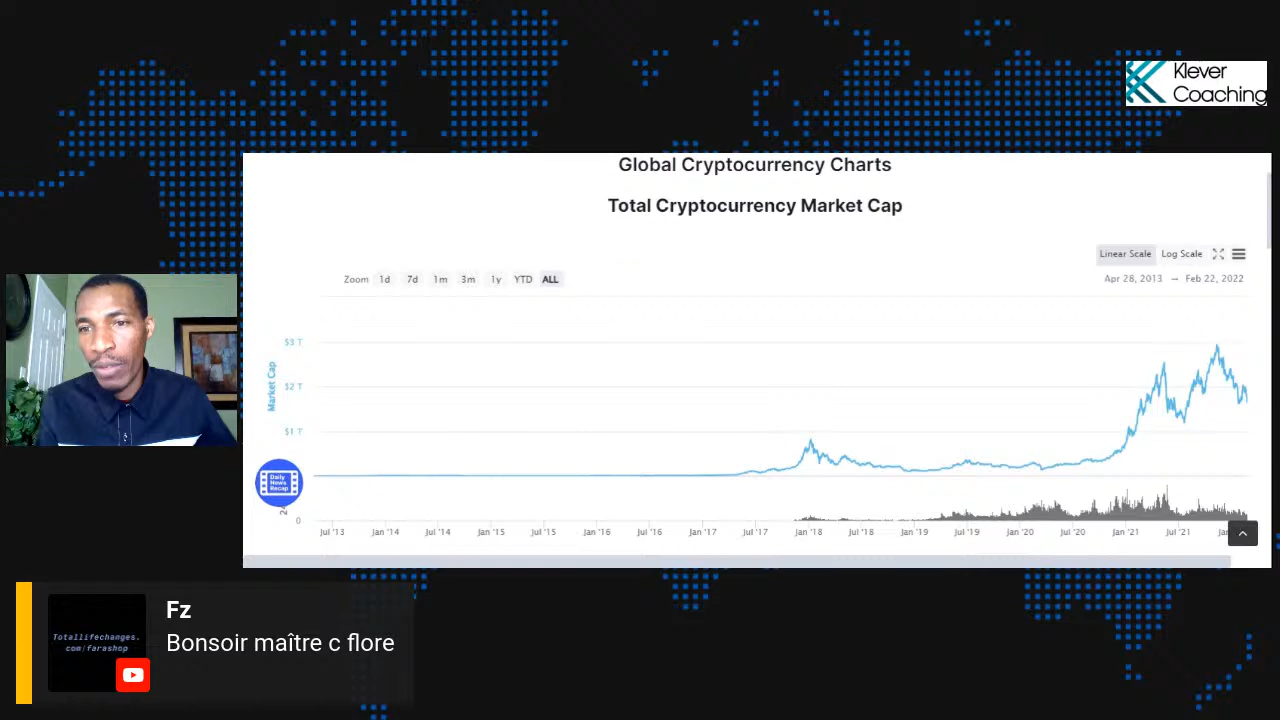 Klever
Coaching
Global Cryptocurrency Charts
Total Cryptocurrency Market Cap
Linear Scale Log Scale
Zoom 1d 7d 1m 3m 1y YTD ALL
Apr 28, 2013 → Feb 22, 2022
$3 T
$2 T
$1 T
Market Cap
Daily
News
Recap
0
Jul '13 Jan '14 Jul '14 Jan '15 Jul '15 Jan '16 Jul '16 Jan '17 Jul '17 Jan '18 Jul '18 Jan '19 Jul '19 Jan '20 Jul '20 Jan '21 Jul '21
Fz
Bonsoir maître c flore
Totallifechanges.
com/farashop